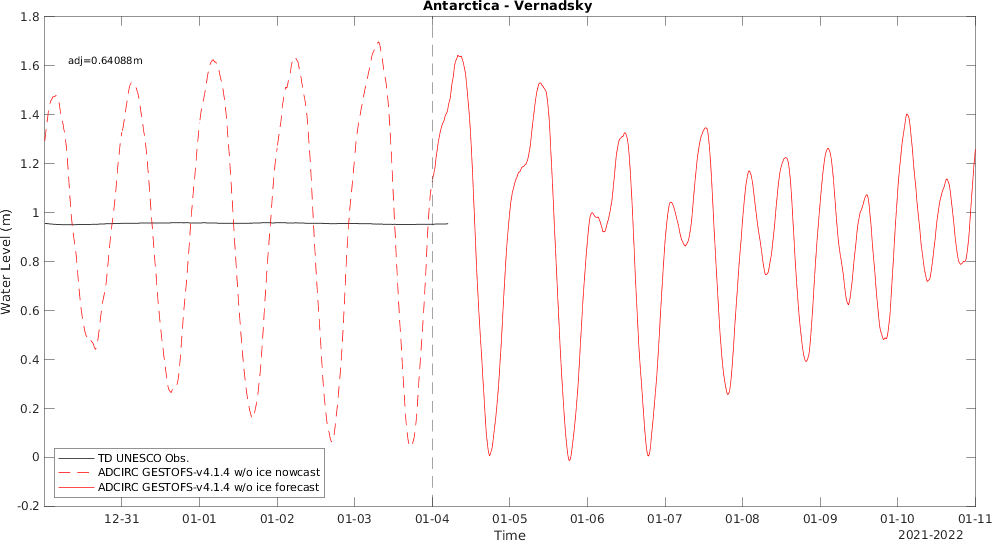 Antarctica - Vernadsky
1.8
1.6
1.4
1.2
1
0.8
0.6
0.4
0.2
0
-0.2
Water Level (m)
adj=0.64088m
TD UNESCO Obs.
ADCIRC GESTOFS-v4.1.4 w/o ice nowcast
ADCIRC GESTOFS-v4.1.4 w/o ice forecast
12-31 01-01 01-02 01-03 01-04 01-05 01-06 01-07 01-08 01-09 01-10 01-11
Time
2021-2022